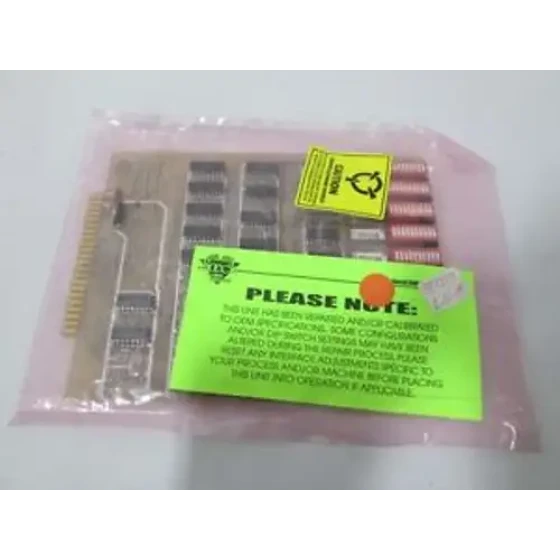 CAUTION
PLEASE NOTE:
THIS UNIT HAS BEEN REPAIRED AND/OR CALIBRATED
TO OEM SPECIFICATIONS. SOME CONFIGURATIONS
AND/OR DIP SWITCH SETTINGS MAY HAVE BEEN
ALTERED DURING THE REPAIR PROCESS. PLEASE
RESET ANY INTERFACE ADJUSTMENTS SPECIFIC TO
YOUR PROCESS AND/OR MACHINE BEFORE PLACING
THIS UNIT INTO OPERATION IF APPLICABLE.